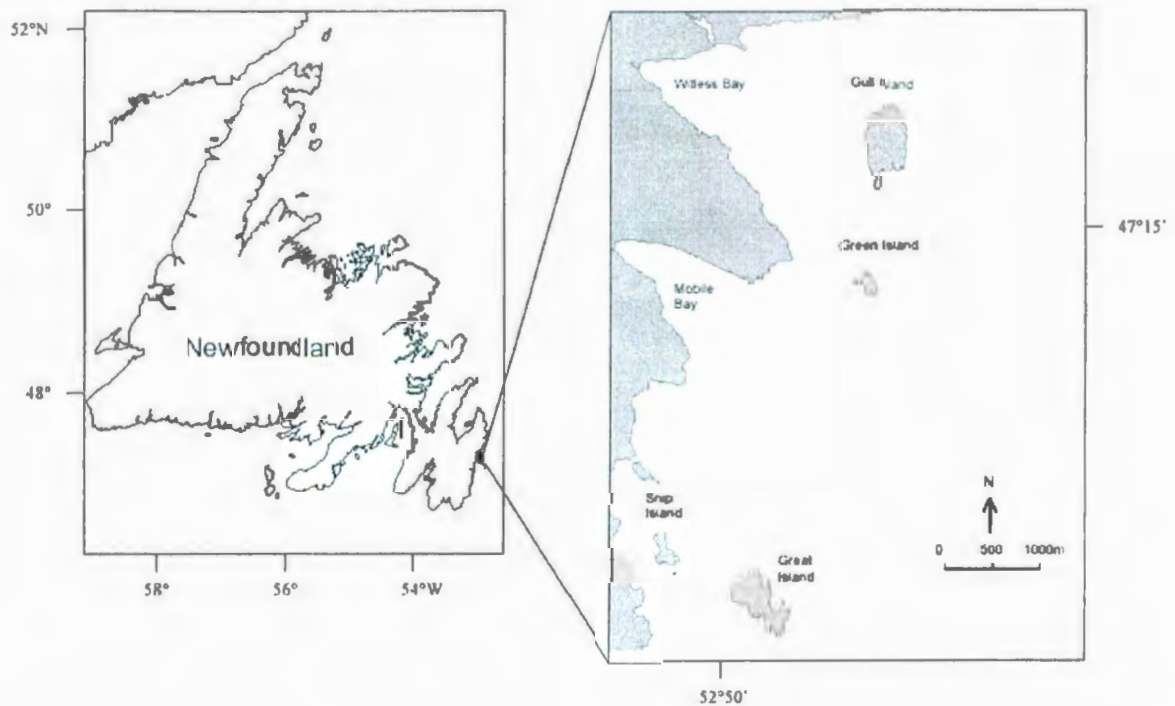 52°N
50°
48°
58°
56°
54°W
Newfoundland
Witless Bay
Gull Island
Green Island
47°15'
Mobile
Bay
Ship
Island
Great
Island
N
0 500 1000m
52°50'